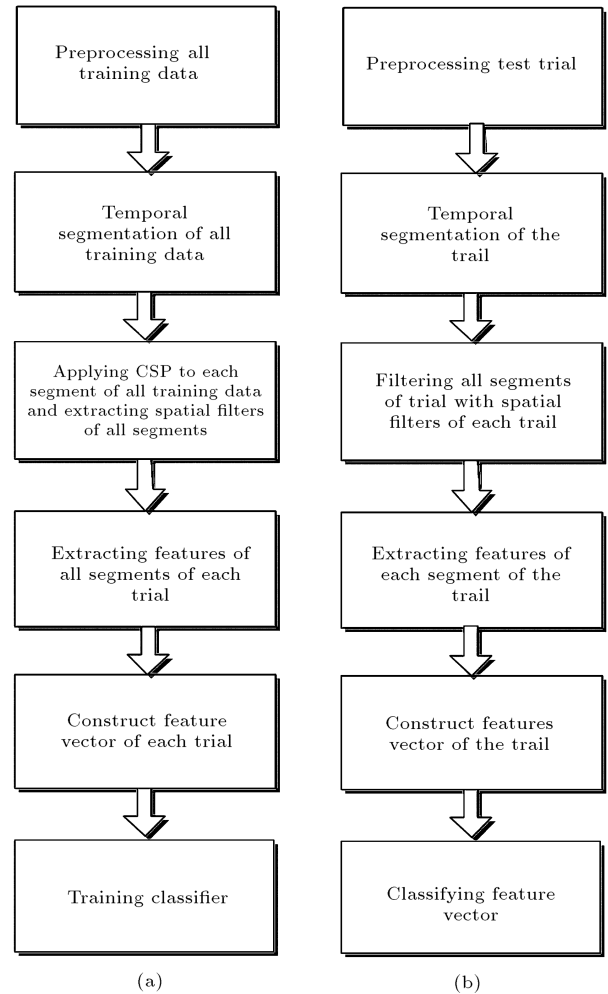 Preprocessing all
training data
Temporal
segmentation of all
training data
Applying CSP to each
segment of all training data
and extracting spatial filters
of all segments
Extracting features of
all segments of each
trial
Construct feature
vector of each trial
Training classifier
(a)
Preprocessing test trial
Temporal
segmentation of the
trail
Filtering all segments
of trial with spatial
filters of each trail
Extracting features of
each segment of the
trail
Construct features
vector of the trail
Classifying feature
vector
(b)